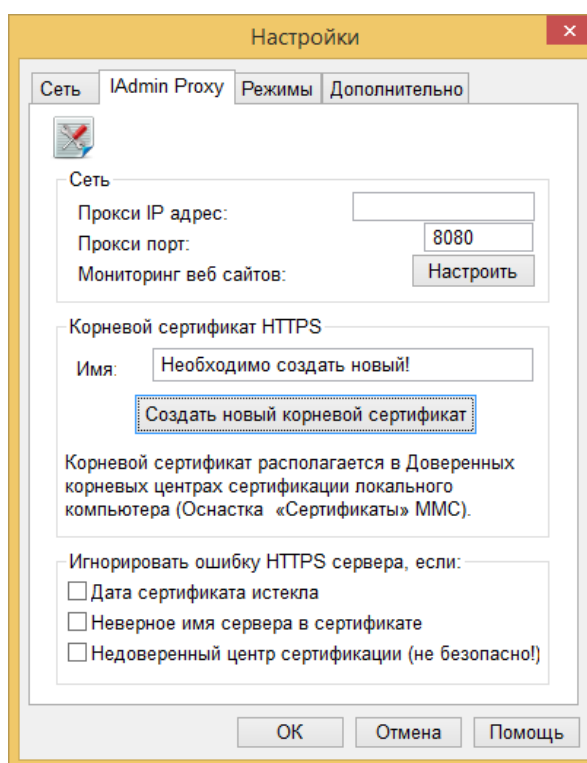 Настройки
Сеть IAdmin Proxy Режимы Дополнительно
Сеть
Прокси IP адрес:
Прокси порт: 8080
Мониторинг веб сайтов: Настроить
Корневой сертификат HTTPS
Имя: Необходимо создать новый!
Создать новый корневой сертификат
Корневой сертификат располагается в Доверенных
корневых центрах сертификации локального
компьютера (Оснастка «Сертификаты» MMC).
Игнорировать ошибку HTTPS сервера, если:
Дата сертификата истекла
Неверное имя сервера в сертификате
Недоверенный центр сертификации (не безопасно!)
ОК Отмена Помощь